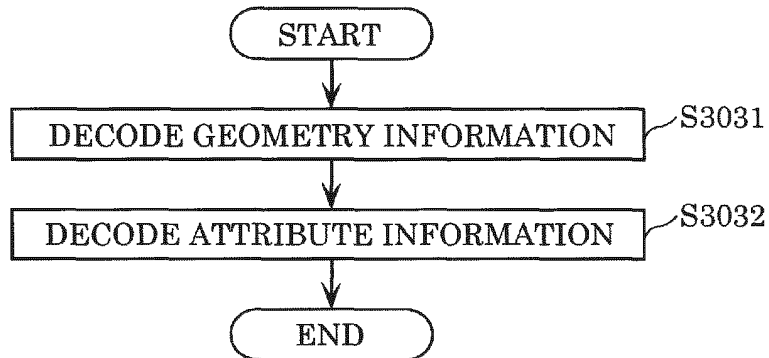 START
DECODE GEOMETRY INFORMATION
S3031
DECODE ATTRIBUTE INFORMATION
S3032
END